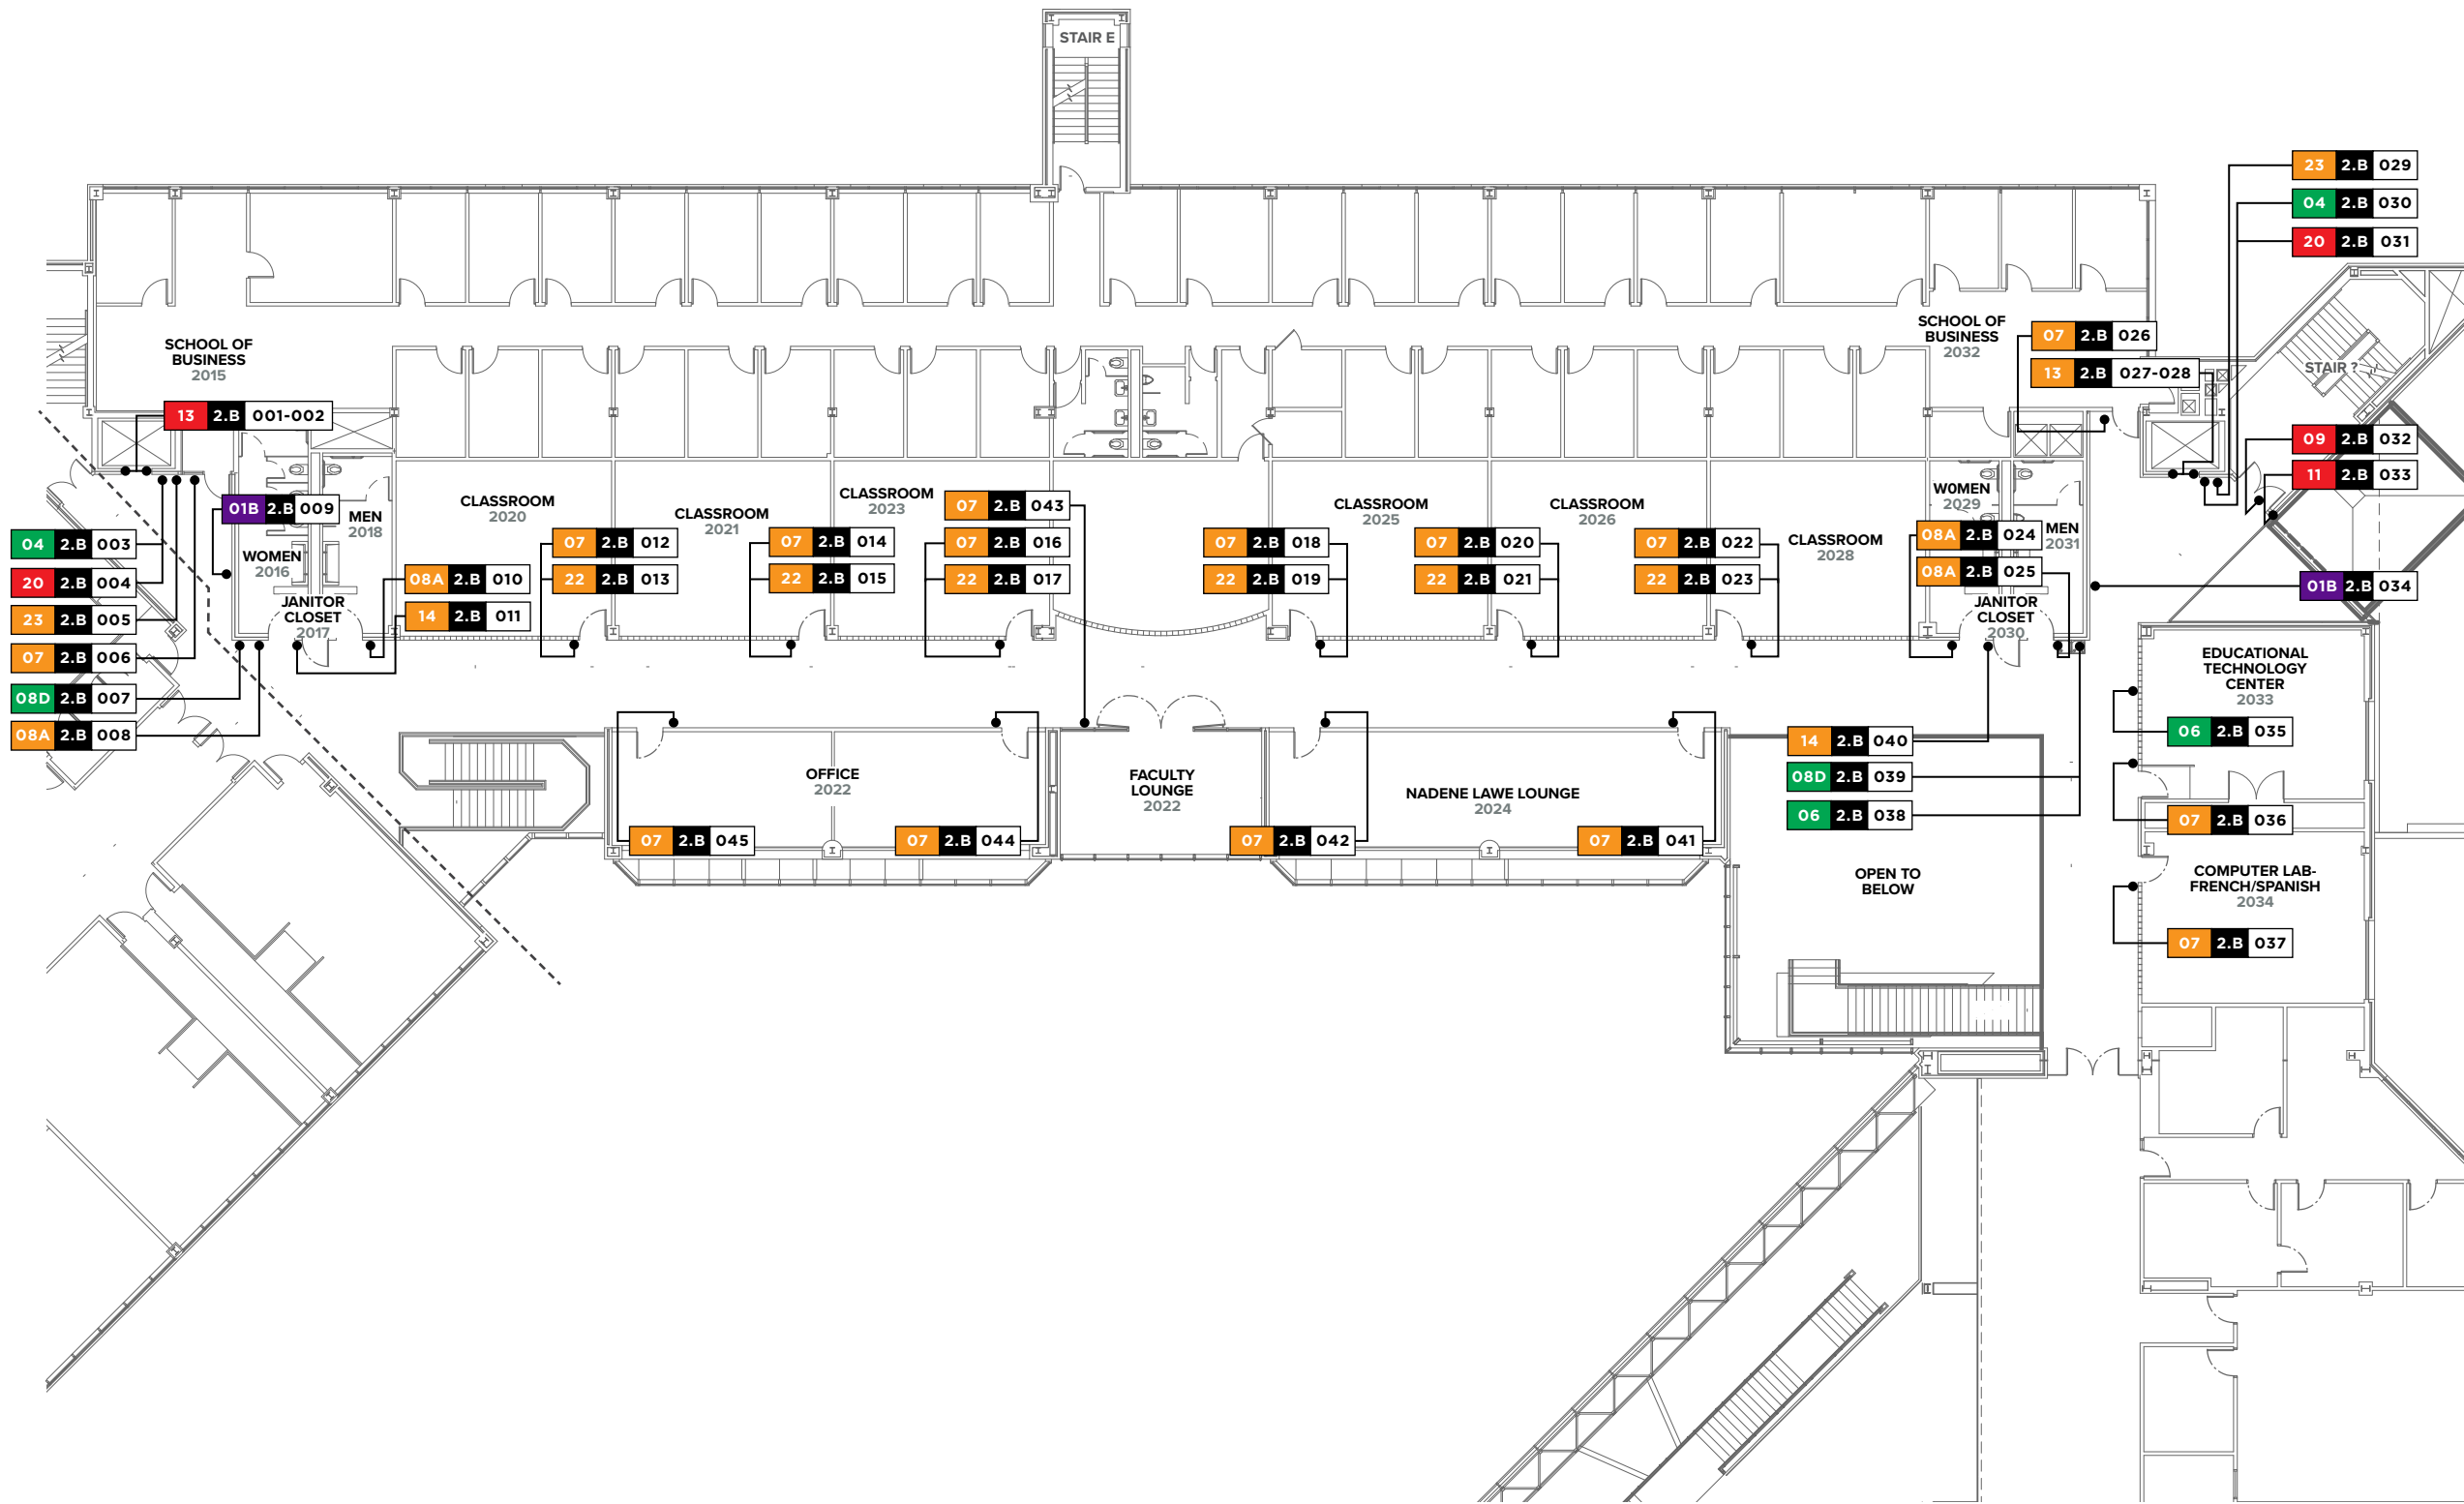 STAIR E
23 2.B 029
04 2.B 030
20 2.B 031
SCHOOL OF
BUSINESS
2015
SCHOOL OF
BUSINESS
2032
07 2.B 026
13 2.B 027-028
STAIR ?
13 2.B 001-002
09 2.B 032
11 2.B 033
01B 2.B 009
MEN
2018
WOMEN
2016
JANITOR
CLOSET
2017
04 2.B 003
20 2.B 004
23 2.B 005
07 2.B 006
08D 2.B 007
08A 2.B 008
08A 2.B 010
14 2.B 011
CLASSROOM
2020
07 2.B 012
22 2.B 013
CLASSROOM
2021
07 2.B 014
22 2.B 015
CLASSROOM
2023
07 2.B 043
07 2.B 016
22 2.B 017
07 2.B 018
22 2.B 019
CLASSROOM
2025
07 2.B 020
22 2.B 021
CLASSROOM
2026
07 2.B 022
22 2.B 023
CLASSROOM
2028
WOMEN
2029
08A 2.B 024
08A 2.B 025
MEN
2031
JANITOR
CLOSET
2030
01B 2.B 034
EDUCATIONAL
TECHNOLOGY
CENTER
2033
06 2.B 035
07 2.B 036
COMPUTER LAB-
FRENCH/SPANISH
2034
07 2.B 037
OFFICE
2022
07 2.B 045
07 2.B 044
FACULTY
LOUNGE
2022
NADENE LAWE LOUNGE
2024
07 2.B 042
07 2.B 041
14 2.B 040
08D 2.B 039
06 2.B 038
OPEN TO
BELOW